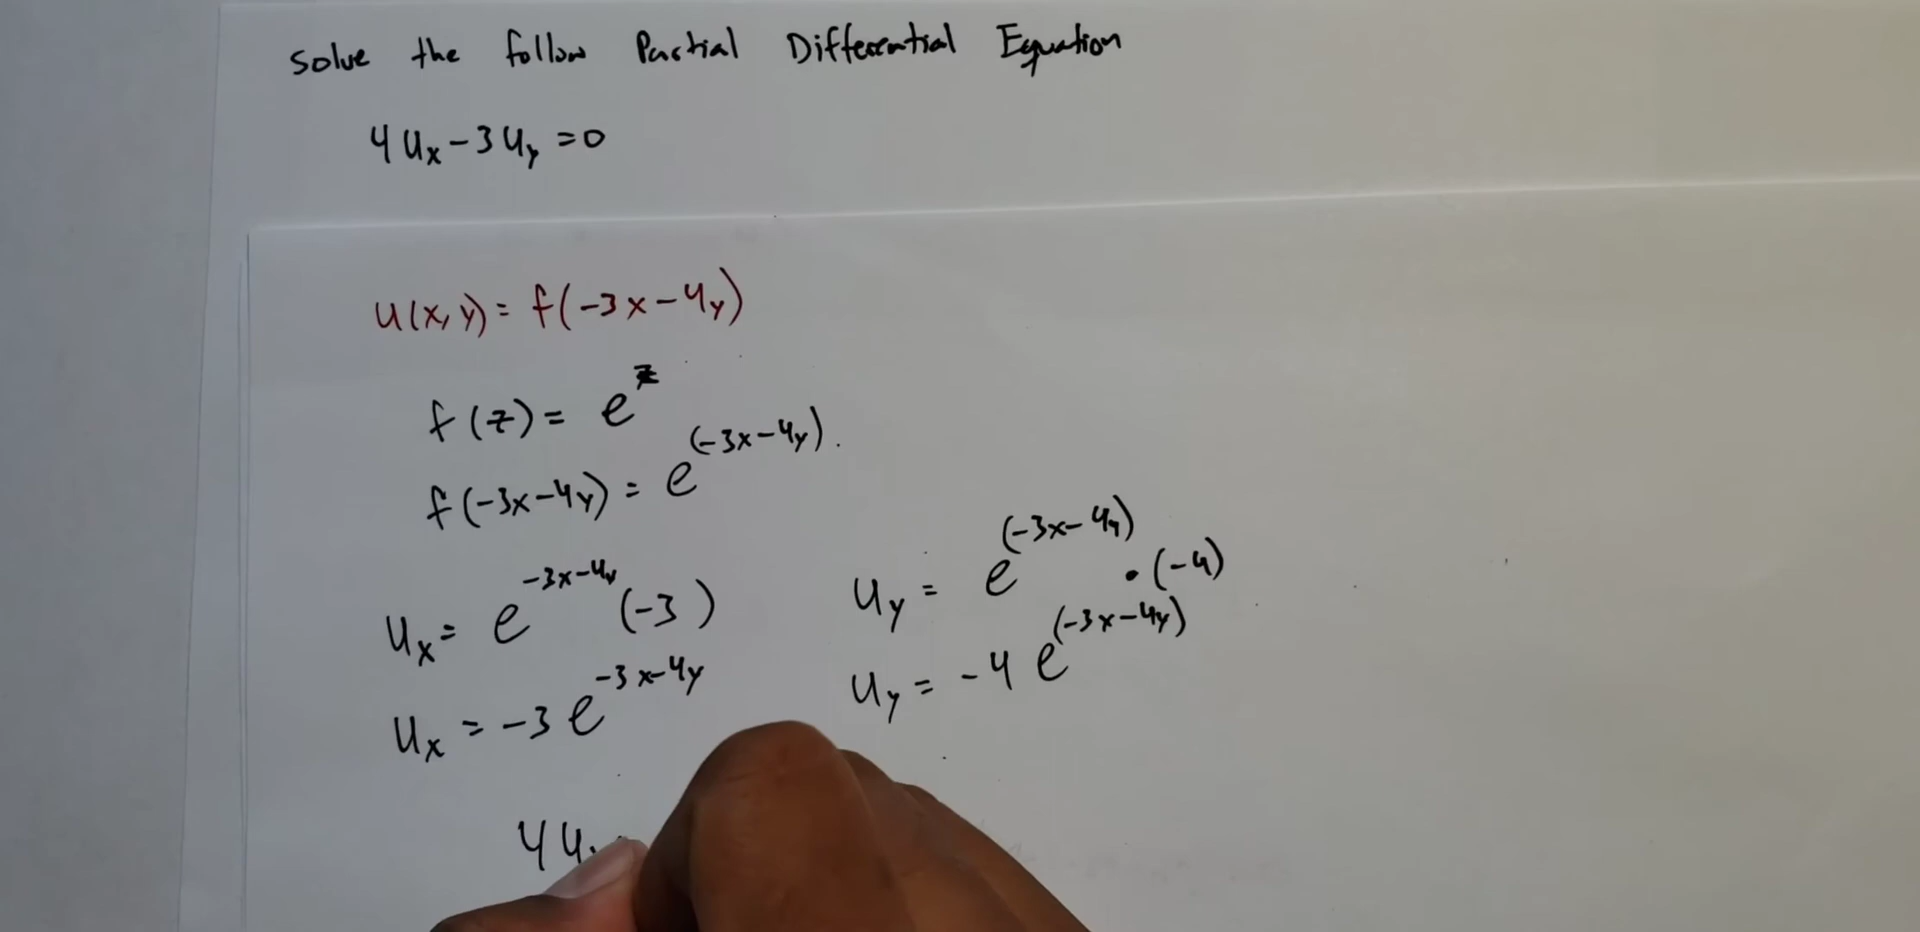 Solve the follow Partial Differential Equation
4Ux-3Uy=0
U(x,y)= f(-3x-4y)
f(z)= e^z
f(-3x-4y)= e^(-3x-4y).
Ux= e^-3x-4y (-3)
Ux = -3 e^-3x-4y
Uy= e^(-3x-4y) • (-4)
Uy= -4 e^(-3x-4y)
4U